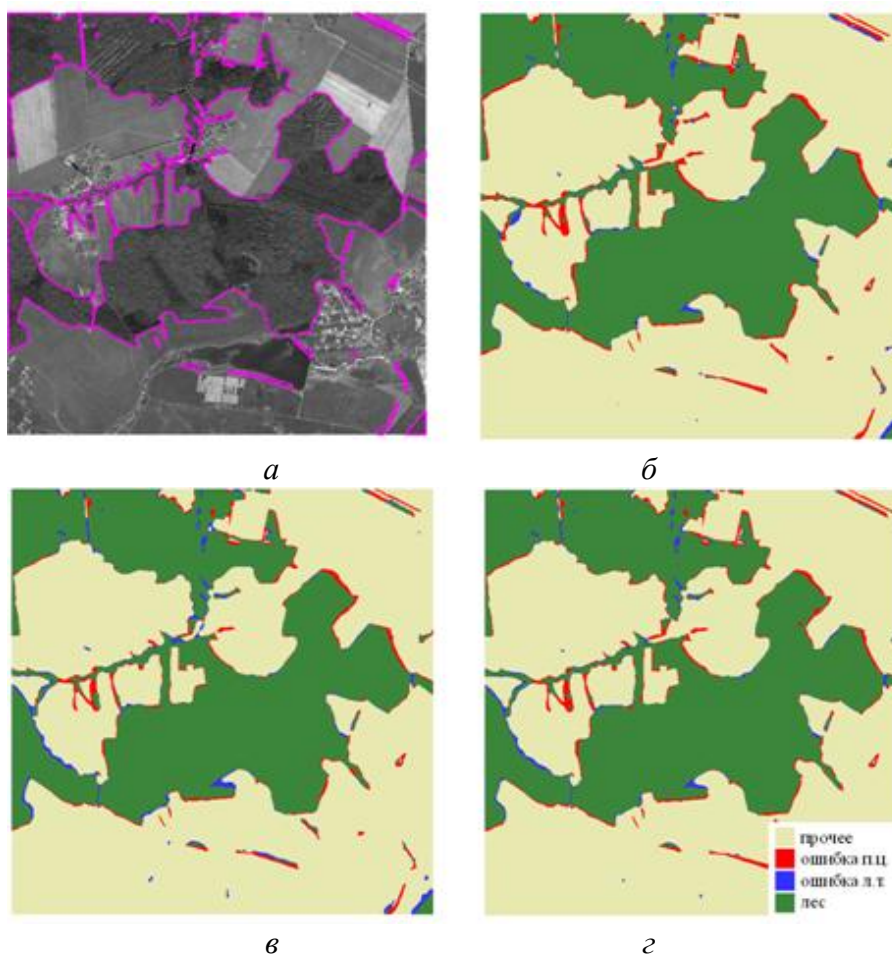 а
б
в
г
прочее
ошибка п.ц.
ошибка л.т.
лес